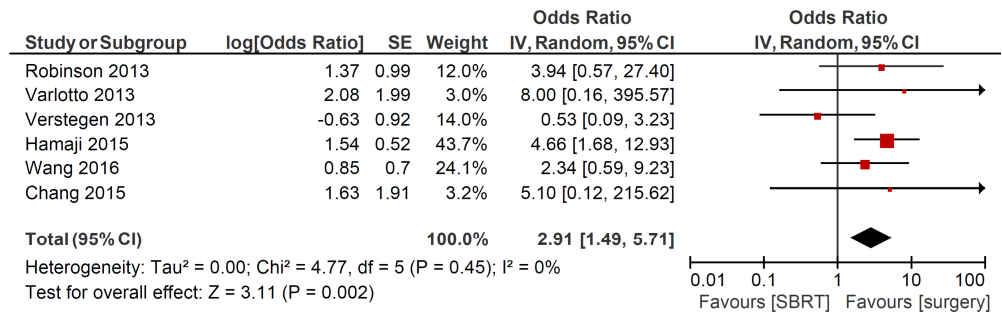 Odds Ratio Odds Ratio
Study or Subgroup log[Odds Ratio] SE Weight IV, Random, 95% CI IV, Random, 95% CI
Robinson 2013 1.37 0.99 12.0% 3.94 [0.57, 27.40]
Varlotto 2013 2.08 1.99 3.0% 8.00 [0.16, 395.57]
Verstegen 2013 -0.63 0.92 14.0% 0.53 [0.09, 3.23]
Hamaji 2015 1.54 0.52 43.7% 4.66 [1.68, 12.93]
Wang 2016 0.85 0.7 24.1% 2.34 [0.59, 9.23]
Chang 2015 1.63 1.91 3.2% 5.10 [0.12, 215.62]
Total (95% CI) 100.0% 2.91 [1.49, 5.71]
Heterogeneity: Tau² = 0.00; Chi² = 4.77, df = 5 (P = 0.45); I² = 0%
Test for overall effect: Z = 3.11 (P = 0.002)
0.01 0.1 1 10 100
Favours [SBRT] Favours [surgery]